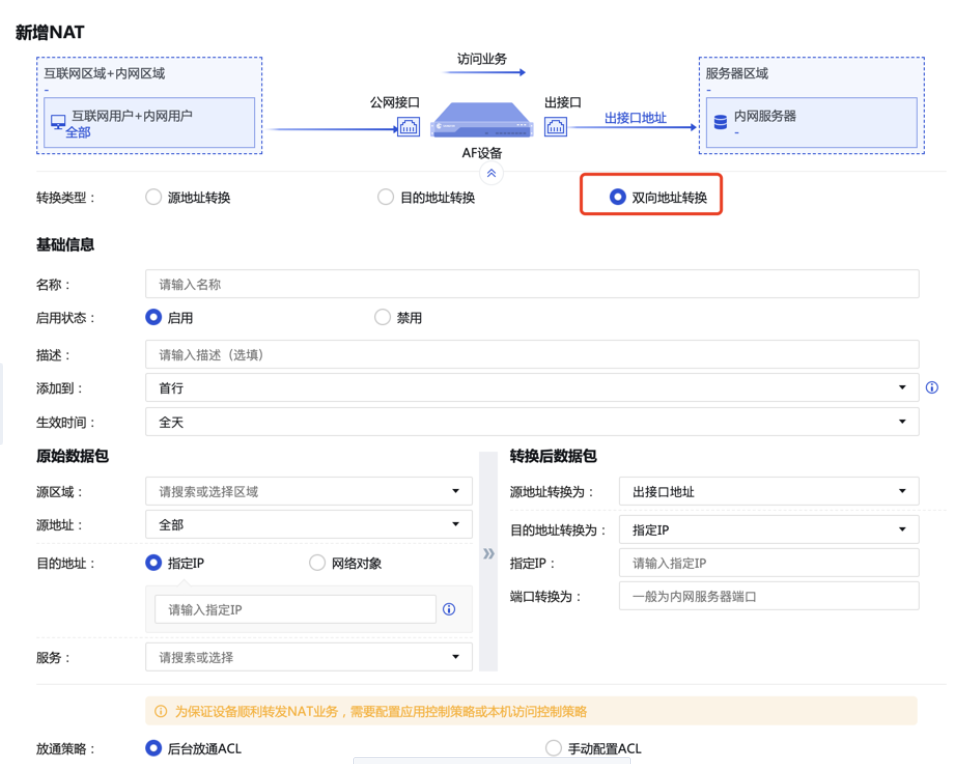 新增NAT
互联网区域+内网区域
-
互联网用户+内网用户
全部
访问业务
公网接口
出接口
AF设备
出接口地址
服务器区域
-
内网服务器
-
转换类型： 源地址转换 目的地址转换 双向地址转换
基础信息
名称： 请输入名称
启用状态： 启用 禁用
描述： 请输入描述（选填）
添加到： 首行
生效时间： 全天
原始数据包
源区域： 请搜索或选择区域
源地址： 全部
目的地址： 指定IP 网络对象
请输入指定IP
服务： 请搜索或选择
转换后数据包
源地址转换为： 出接口地址
目的地址转换为： 指定IP
指定IP： 请输入指定IP
端口转换为： 一般为内网服务器端口
为保证设备顺利转发NAT业务，需要配置应用控制策略或本机访问控制策略
放通策略： 后台放通ACL 手动配置ACL